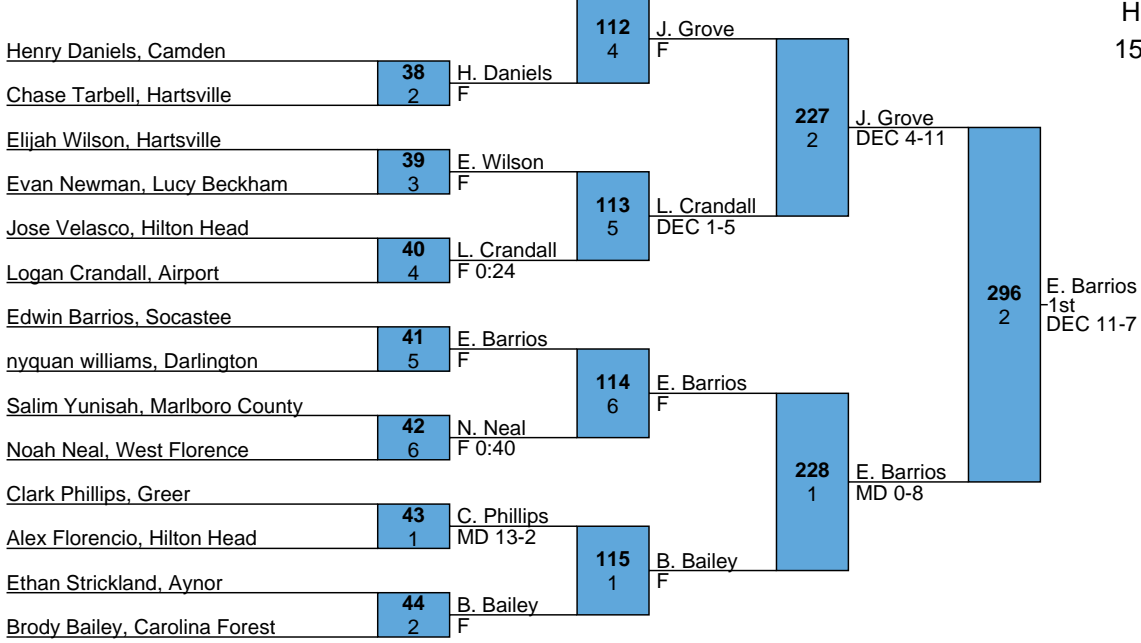 H
112
J. Grove
4
F
15
Henry Daniels, Camden
38
H. Daniels
2
F
Chase Tarbell, Hartsville
227
J. Grove
2
DEC 4-11
Elijah Wilson, Hartsville
39
E. Wilson
3
F
Evan Newman, Lucy Beckham
113
L. Crandall
5
DEC 1-5
Jose Velasco, Hilton Head
40
L. Crandall
4
F 0:24
Logan Crandall, Airport
296
E. Barrios
2
1st
DEC 11-7
Edwin Barrios, Socastee
41
E. Barrios
5
F
nyquan williams, Darlington
114
E. Barrios
6
F
Salim Yunisah, Marlboro County
42
N. Neal
6
F 0:40
Noah Neal, West Florence
228
E. Barrios
1
MD 0-8
Clark Phillips, Greer
43
C. Phillips
1
MD 13-2
Alex Florencio, Hilton Head
115
B. Bailey
1
F
Ethan Strickland, Aynor
44
B. Bailey
2
F
Brody Bailey, Carolina Forest